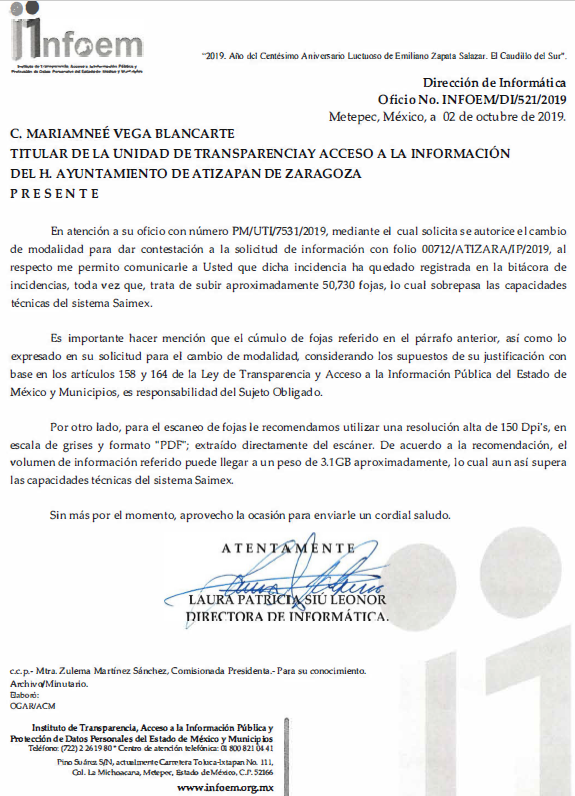 infoem
Instituto de Transparencia, Acceso a la Información Pública y
Protección de Datos Personales del Estado de México y Municipios
"2019. Año del Centésimo Aniversario Luctuoso de Emiliano Zapata Salazar. El Caudillo del Sur".
Dirección de Informática
Oficio No. INFOEM/DI/521/2019
Metepec, México, a 02 de octubre de 2019.
C. MARIAMNEÉ VEGA BLANCARTE
TITULAR DE LA UNIDAD DE TRANSPARENCIAY ACCESO A LA INFORMACIÓN
DEL H. AYUNTAMIENTO DE ATIZAPAN DE ZARAGOZA
P R E S E N T E
En atención a su oficio con número PM/UTI/7531/2019, mediante el cual solicita se autorice el cambio
de modalidad para dar contestación a la solicitud de información con folio 00712/ATIZARA/IP/2019, al
respecto me permito comunicarle a Usted que dicha incidencia ha quedado registrada en la bitácora de
incidencias, toda vez que, trata de subir aproximadamente 50,730 fojas, lo cual sobrepasa las capacidades
técnicas del sistema Saimex.
Es importante hacer mención que el cúmulo de fojas referido en el párrafo anterior, así como lo
expresado en su solicitud para el cambio de modalidad, considerando los supuestos de su justificación con
base en los artículos 158 y 164 de la Ley de Transparencia y Acceso a la Información Pública del Estado de
México y Municipios, es responsabilidad del Sujeto Obligado.
Por otro lado, para el escaneo de fojas le recomendamos utilizar una resolución alta de 150 Dpi's, en
escala de grises y formato "PDF"; extraído directamente del escáner. De acuerdo a la recomendación, el
volumen de información referido puede llegar a un peso de 3.1GB aproximadamente, lo cual aun así supera
las capacidades técnicas del sistema Saimex.
Sin más por el momento, aprovecho la ocasión para enviarle un cordial saludo.
A T E N T A M E N T E
LAURA PATRICIA SIÚ LEONOR
DIRECTORA DE INFORMÁTICA.
c.c.p.- Mtra. Zulema Martínez Sánchez, Comisionada Presidenta.- Para su conocimiento.
Archivo/Minutario.
Elaboró:
OGAR/ACM
Instituto de Transparencia, Acceso a la Información Pública y
Protección de Datos Personales del Estado de México y Municipios
Teléfono: (722) 2 26 19 80 * Centro de atención telefónica: 01 800 821 04 41
Pino Suárez S/N, actualmente Carretera Toluca-Ixtapan No. 111,
Col. La Michoacana, Metepec, Estado de México, C.P. 52166
www.infoem.org.mx